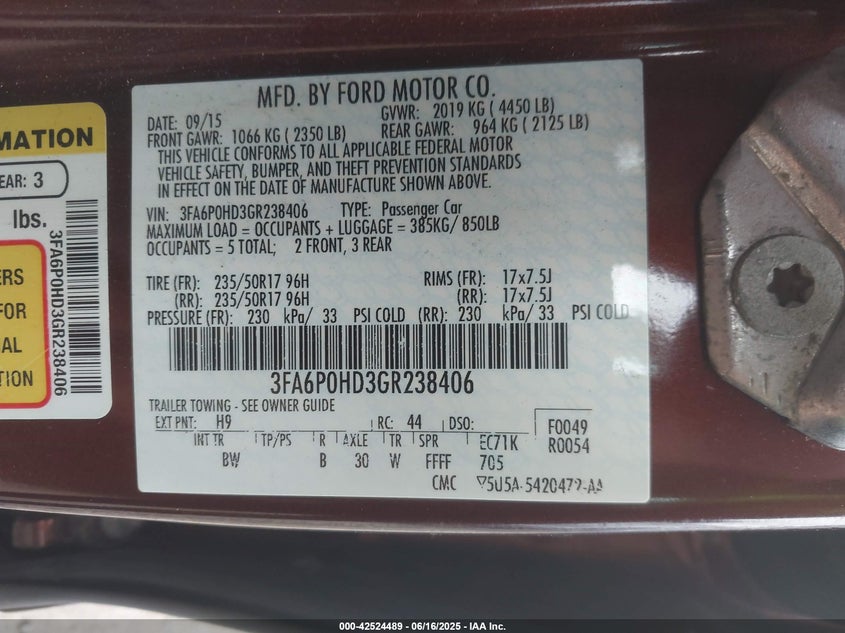 MFD. BY FORD MOTOR CO.
DATE: 09/15 GVWR: 2019 KG ( 4450 LB)
FRONT GAWR: 1066 KG ( 2350 LB) REAR GAWR: 964 KG ( 2125 LB)
THIS VEHICLE CONFORMS TO ALL APPLICABLE FEDERAL MOTOR
VEHICLE SAFETY, BUMPER, AND THEFT PREVENTION STANDARDS
IN EFFECT ON THE DATE OF MANUFACTURE SHOWN ABOVE.
VIN: 3FA6P0HD3GR238406 TYPE: Passenger Car
MAXIMUM LOAD = OCCUPANTS + LUGGAGE = 385KG/ 850LB
OCCUPANTS = 5 TOTAL; 2 FRONT, 3 REAR
TIRE (FR): 235/50R17 96H RIMS (FR): 17x7.5J
(RR): 235/50R17 96H (RR): 17x7.5J
PRESSURE (FR): 230 kPa/ 33 PSI COLD (RR): 230 kPa/ 33 PSI COLD
3FA6P0HD3GR238406
TRAILER TOWING - SEE OWNER GUIDE
EXT PNT: H9 RC: 44 DSO: F0049
INT TR TP/PS R AXLE TR SPR EC71K R0054
BW B 30 W FFFF 705
CMC 5U5A-5420472-AA
MATION
EAR: 3
lbs.
ERS
FOR
AL
TION
3FA6P0HD3GR238406
000-42524489 - 06/16/2025 - IAA Inc.